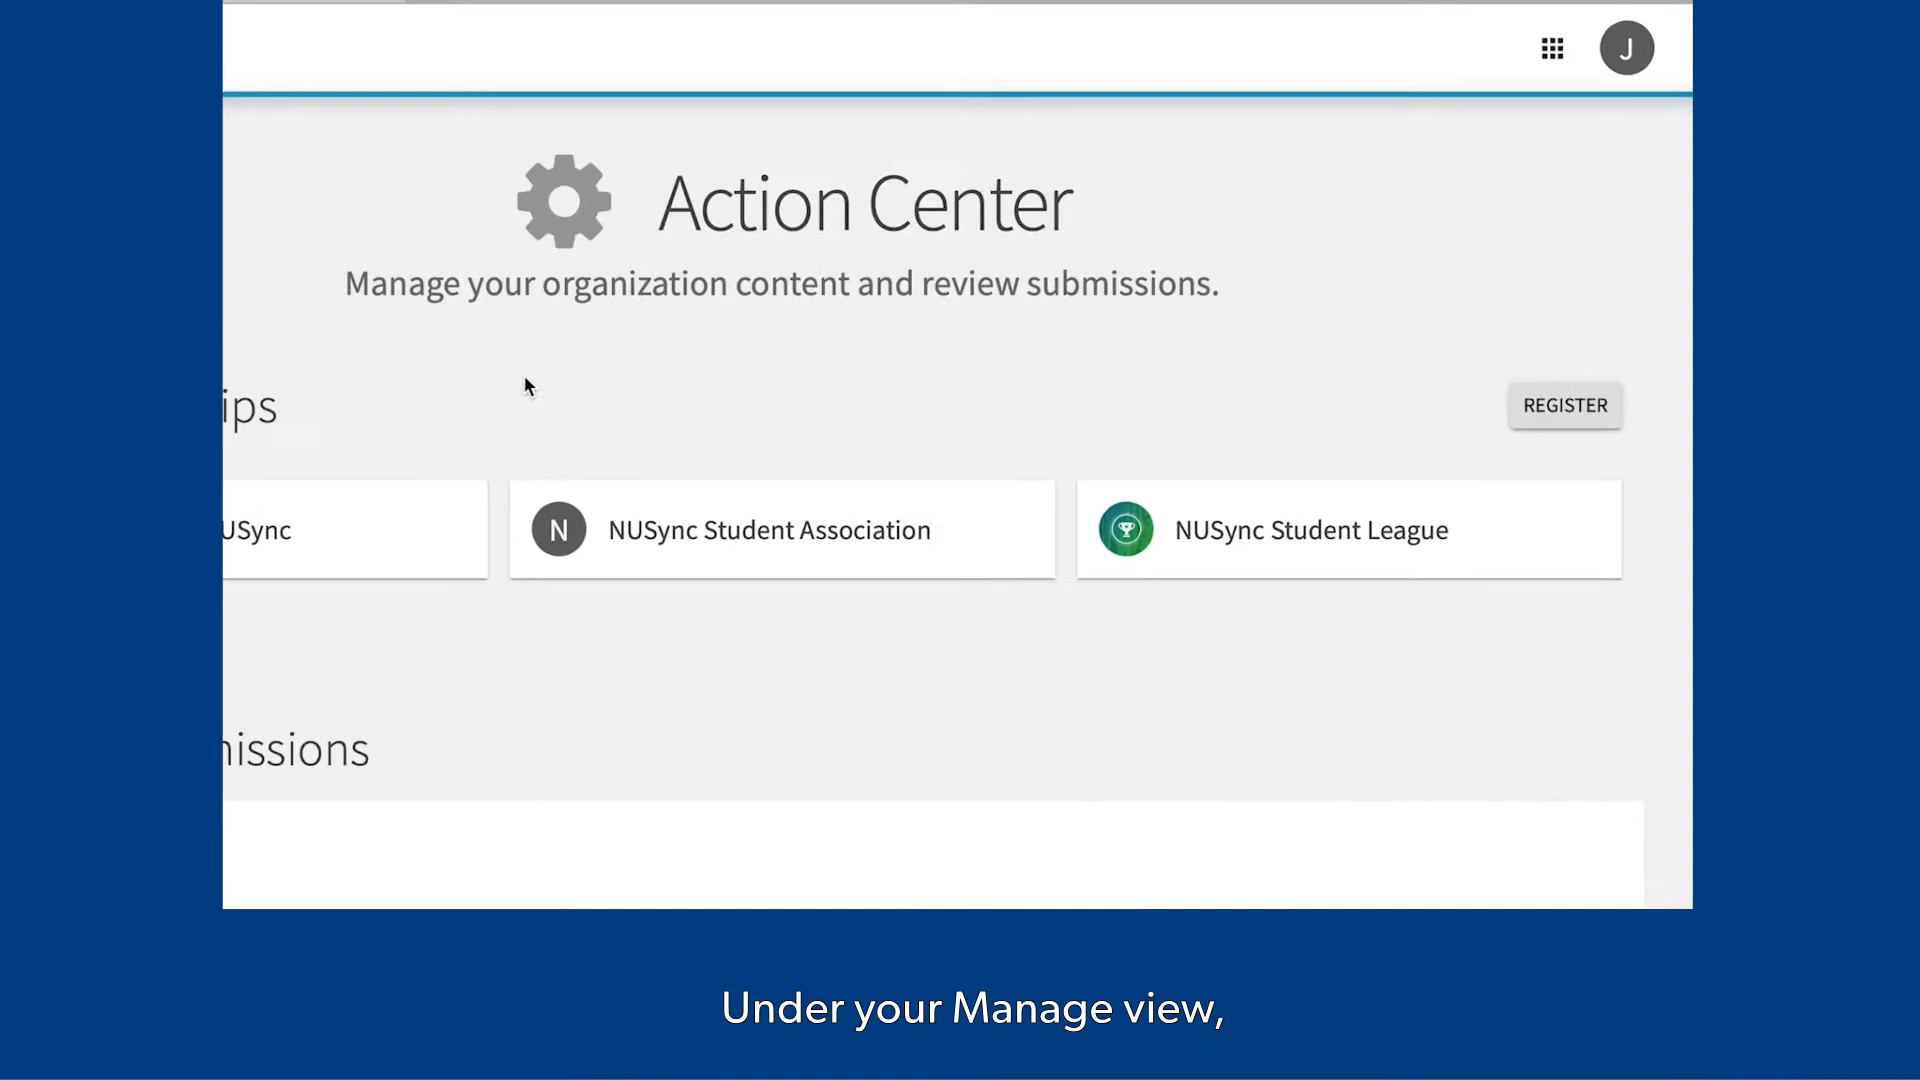 J
Action Center
Manage your organization content and review submissions.
ips
REGISTER
USync
N NUSync Student Association
NUSync Student League
missions
Under your Manage view,